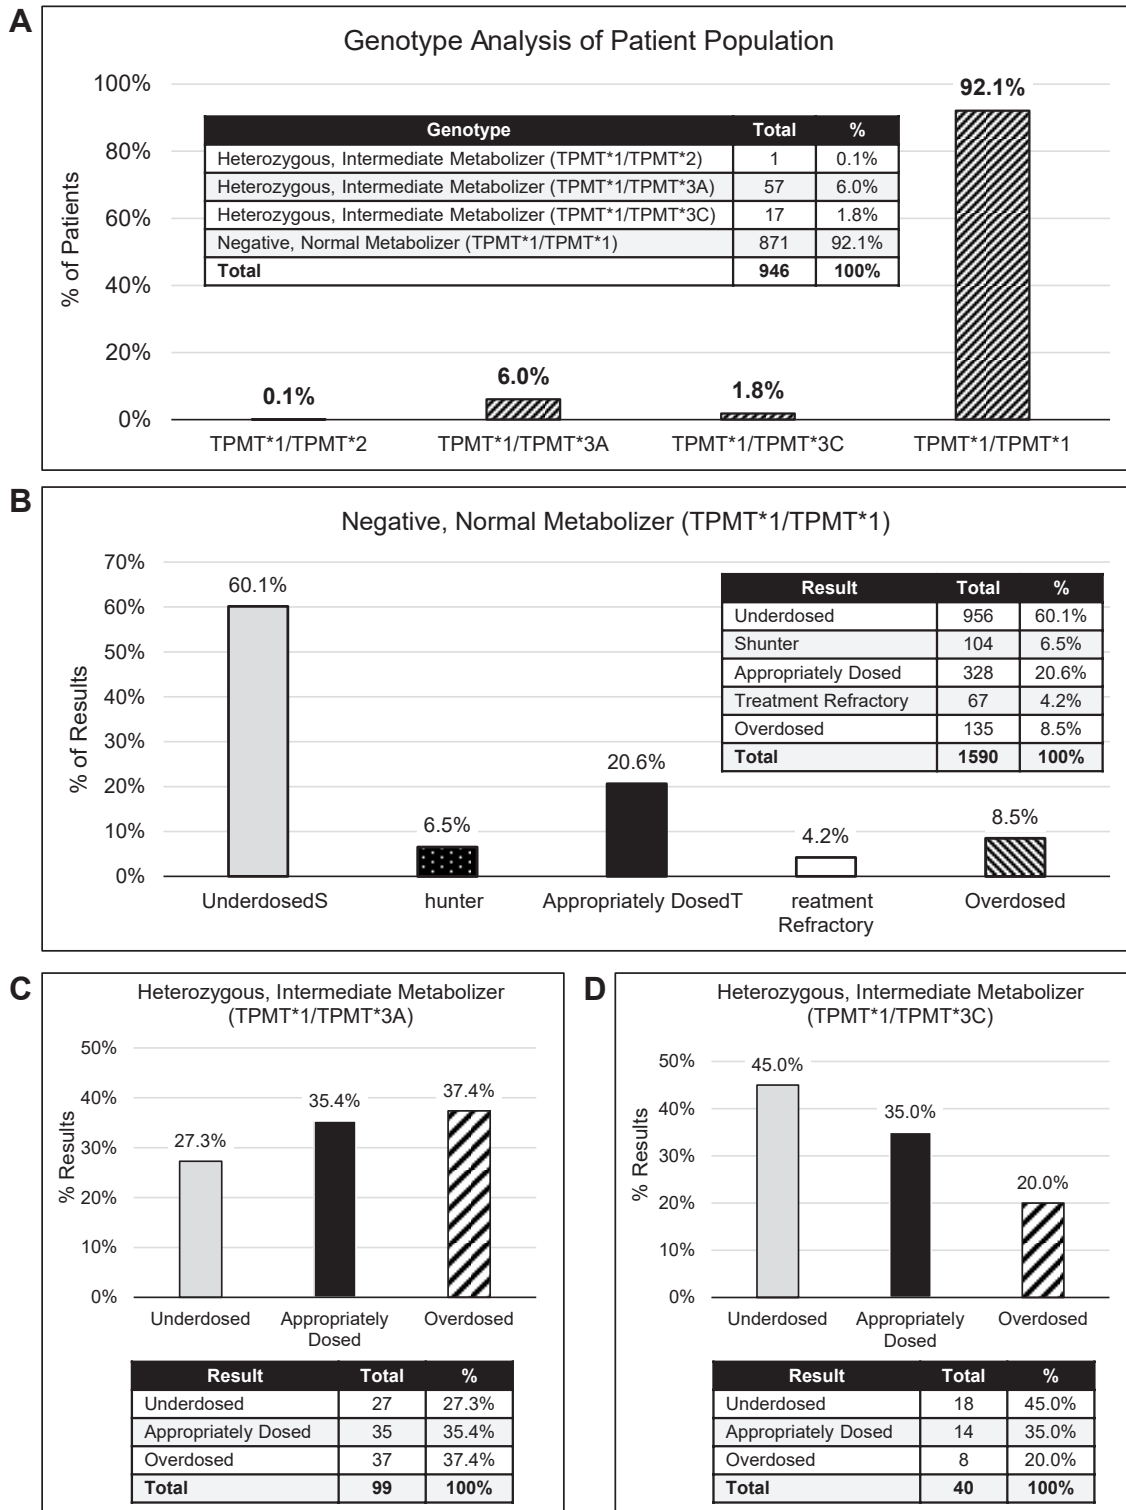 A
Genotype Analysis of Patient Population
% of Patients
100%
80%
60%
40%
20%
0%
92.1%
Genotype Total %
Heterozygous, Intermediate Metabolizer (TPMT*1/TPMT*2) 1 0.1%
Heterozygous, Intermediate Metabolizer (TPMT*1/TPMT*3A) 57 6.0%
Heterozygous, Intermediate Metabolizer (TPMT*1/TPMT*3C) 17 1.8%
Negative, Normal Metabolizer (TPMT*1/TPMT*1) 871 92.1%
Total 946 100%
0.1% 6.0% 1.8%
TPMT*1/TPMT*2 TPMT*1/TPMT*3A TPMT*1/TPMT*3C TPMT*1/TPMT*1
B
Negative, Normal Metabolizer (TPMT*1/TPMT*1)
% of Results
70%
60%
50%
40%
30%
20%
10%
0%
60.1%
6.5%
20.6%
4.2%
8.5%
Result Total %
Underdosed 956 60.1%
Shunter 104 6.5%
Appropriately Dosed 328 20.6%
Treatment Refractory 67 4.2%
Overdosed 135 8.5%
Total 1590 100%
UnderdosedS hunter Appropriately DosedT reatment Overdosed
Refractory
C
Heterozygous, Intermediate Metabolizer
(TPMT*1/TPMT*3A)
% Results
50%
40%
30%
20%
10%
0%
27.3%
35.4%
37.4%
Underdosed Appropriately Overdosed
Dosed
Result Total %
Underdosed 27 27.3%
Appropriately Dosed 35 35.4%
Overdosed 37 37.4%
Total 99 100%
D
Heterozygous, Intermediate Metabolizer
(TPMT*1/TPMT*3C)
% Results
50%
40%
30%
20%
10%
0%
45.0%
35.0%
20.0%
Underdosed Appropriately Overdosed
Dosed
Result Total %
Underdosed 18 45.0%
Appropriately Dosed 14 35.0%
Overdosed 8 20.0%
Total 40 100%